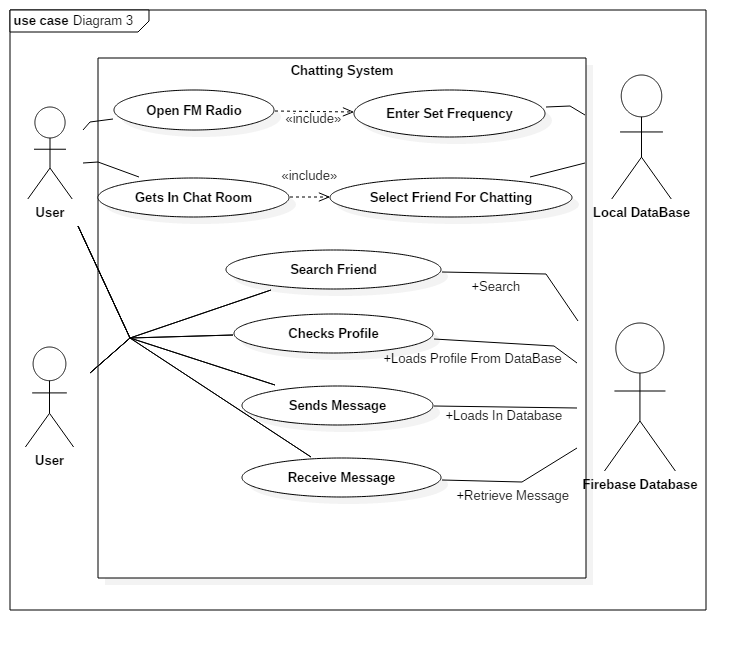 use case Diagram 3
Chatting System
Open FM Radio
«include»
Enter Set Frequency
User
Local DataBase
«include»
Gets In Chat Room
Select Friend For Chatting
Search Friend
+Search
Checks Profile
+Loads Profile From DataBase
Sends Message
+Loads In Database
User
Receive Message
+Retrieve Message
Firebase Database